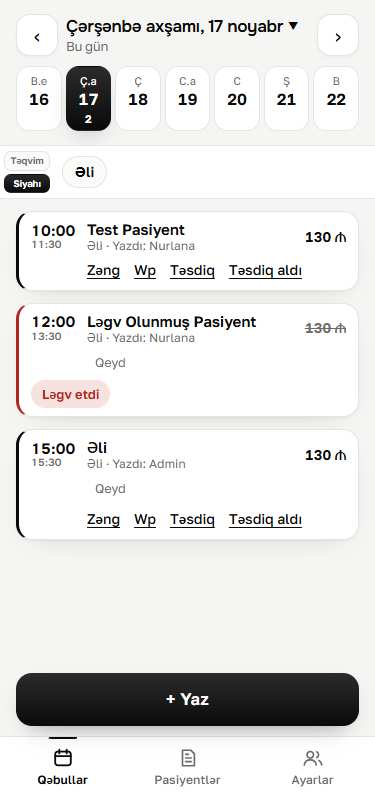 ‹
Çərşənbə axşamı, 17 noyabr ▼
Bu gün
›
B.e
16
Ç.a
17
2
Ç
18
C.a
19
C
20
Ş
21
B
22
Təqvim
Siyahı
Əli
10:00
11:30
Test Pasiyent
Əli · Yazdı: Nurlana
130 ₼
Zəng Wp Təsdiq Təsdiq aldı
12:00
13:30
Ləgv Olunmuş Pasiyent
Əli · Yazdı: Nurlana
130 ₼
Qeyd
Ləgv etdi
15:00
15:30
Əli
Əli · Yazdı: Admin
130 ₼
Qeyd
Zəng Wp Təsdiq Təsdiq aldı
+ Yaz
Qəbullar
Pasiyentlər
Ayarlar